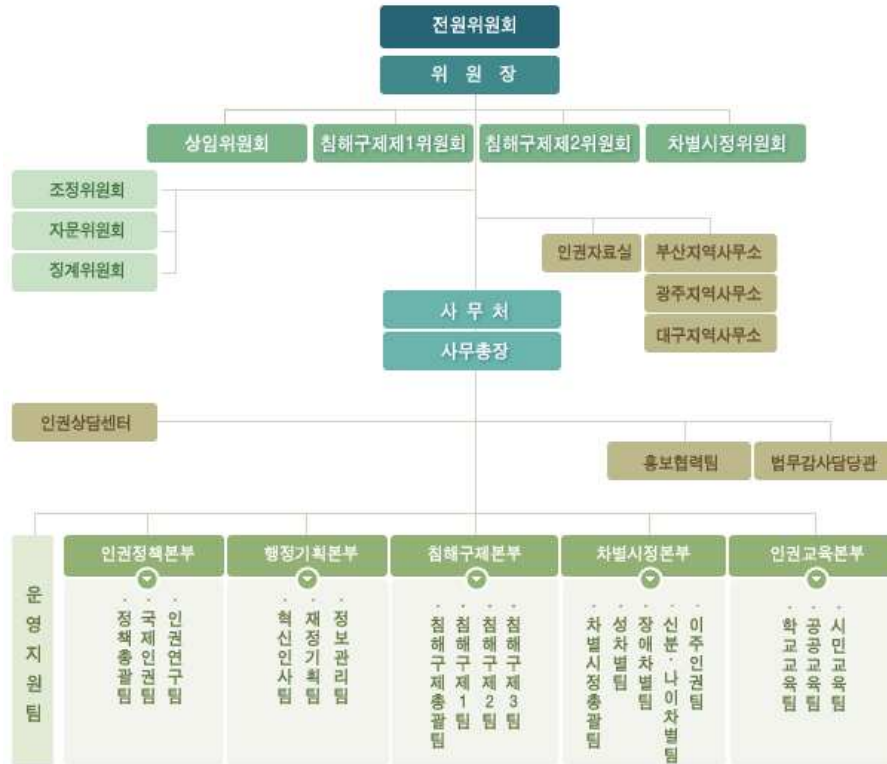 전원위원회
위 원 장
상임위원회
침해구제제1위원회
침해구제제2위원회
차별시정위원회
조정위원회
자문위원회
징계위원회
인권자료실
부산지역사무소
광주지역사무소
대구지역사무소
사 무 처
사무총장
인권상담센터
홍보협력팀
법무감사담당관
운영지원팀
인권정책본부
· 정책총괄팀
· 국제인권팀
· 인권연구팀
행정기획본부
· 혁신인사팀
· 재정기획팀
· 정보관리팀
침해구제본부
· 침해구제총괄팀
· 침해구제1팀
· 침해구제2팀
· 침해구제3팀
차별시정본부
· 차별시정총괄팀
· 성차별팀
· 장애차별팀
· 신분·나이차별팀
· 이주인권팀
인권교육본부
· 학교교육팀
· 공공교육팀
· 시민교육팀